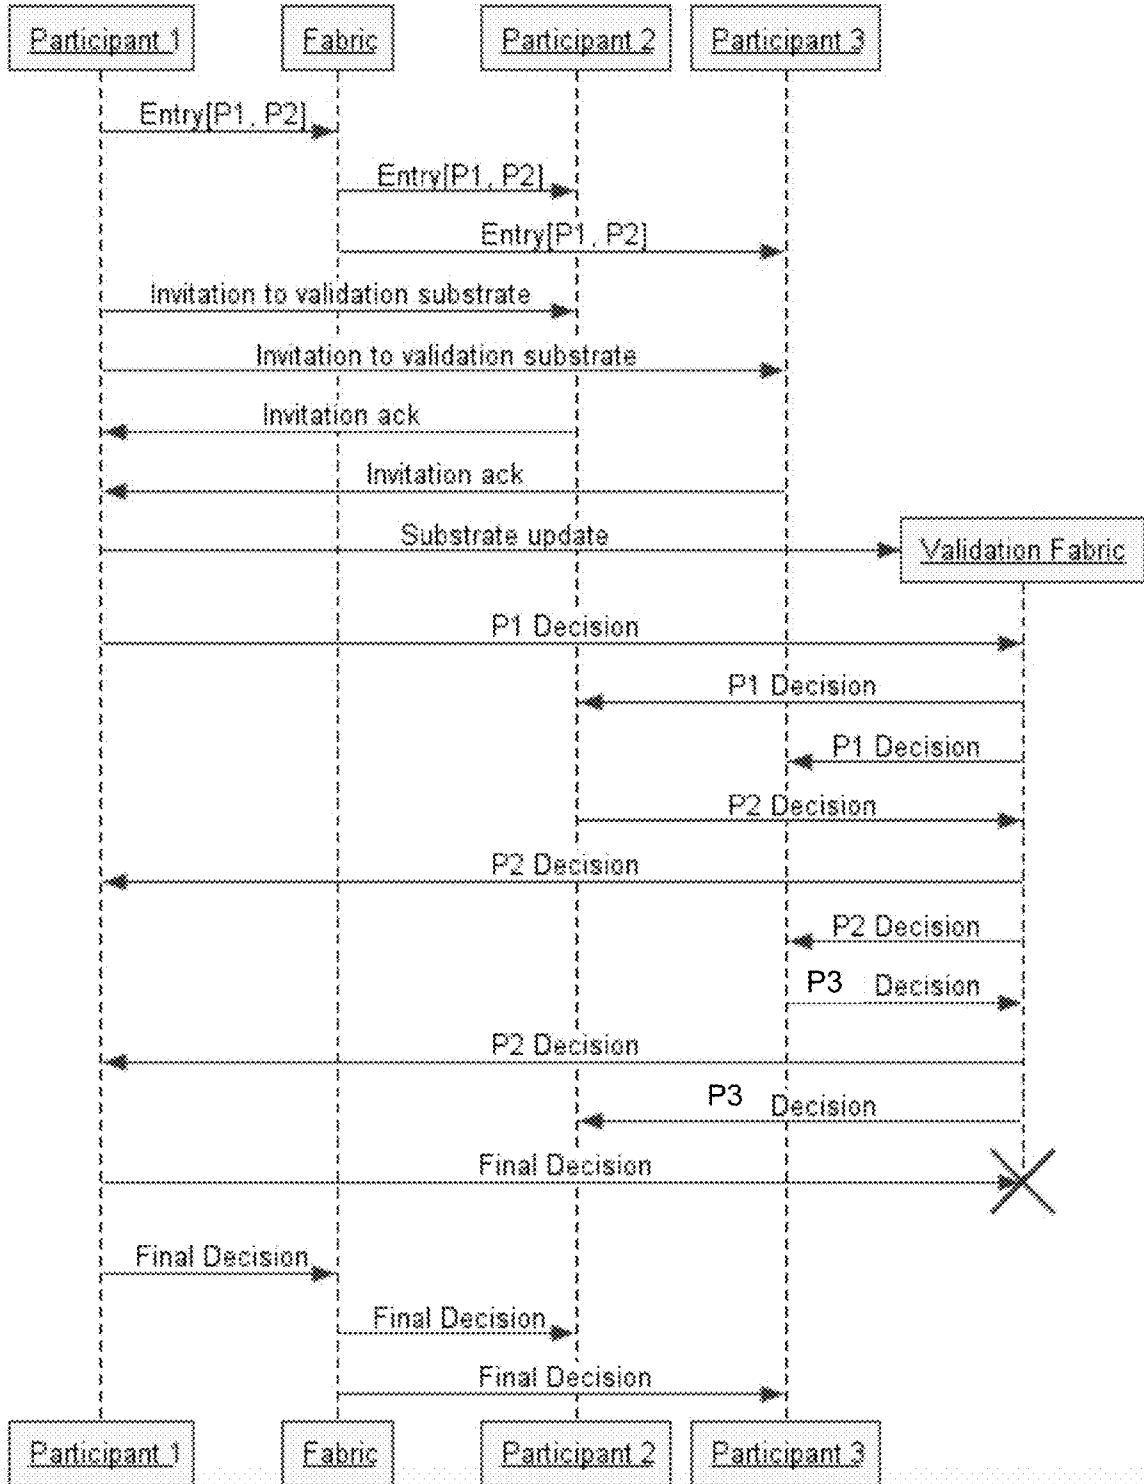 Participant 1 Fabric Participant 2 Participant 3
Entry[P1, P2]
Entry[P1, P2]
Entry[P1, P2]
Invitation to validation substrate
Invitation to validation substrate
Invitation ack
Invitation ack
Substrate update
Validation Fabric
P1 Decision
P1 Decision
P1 Decision
P2 Decision
P2 Decision
P2 Decision
P3 Decision
P2 Decision
P3 Decision
Final Decision
Final Decision
Final Decision
Final Decision
Participant 1 Fabric Participant 2 Participant 3